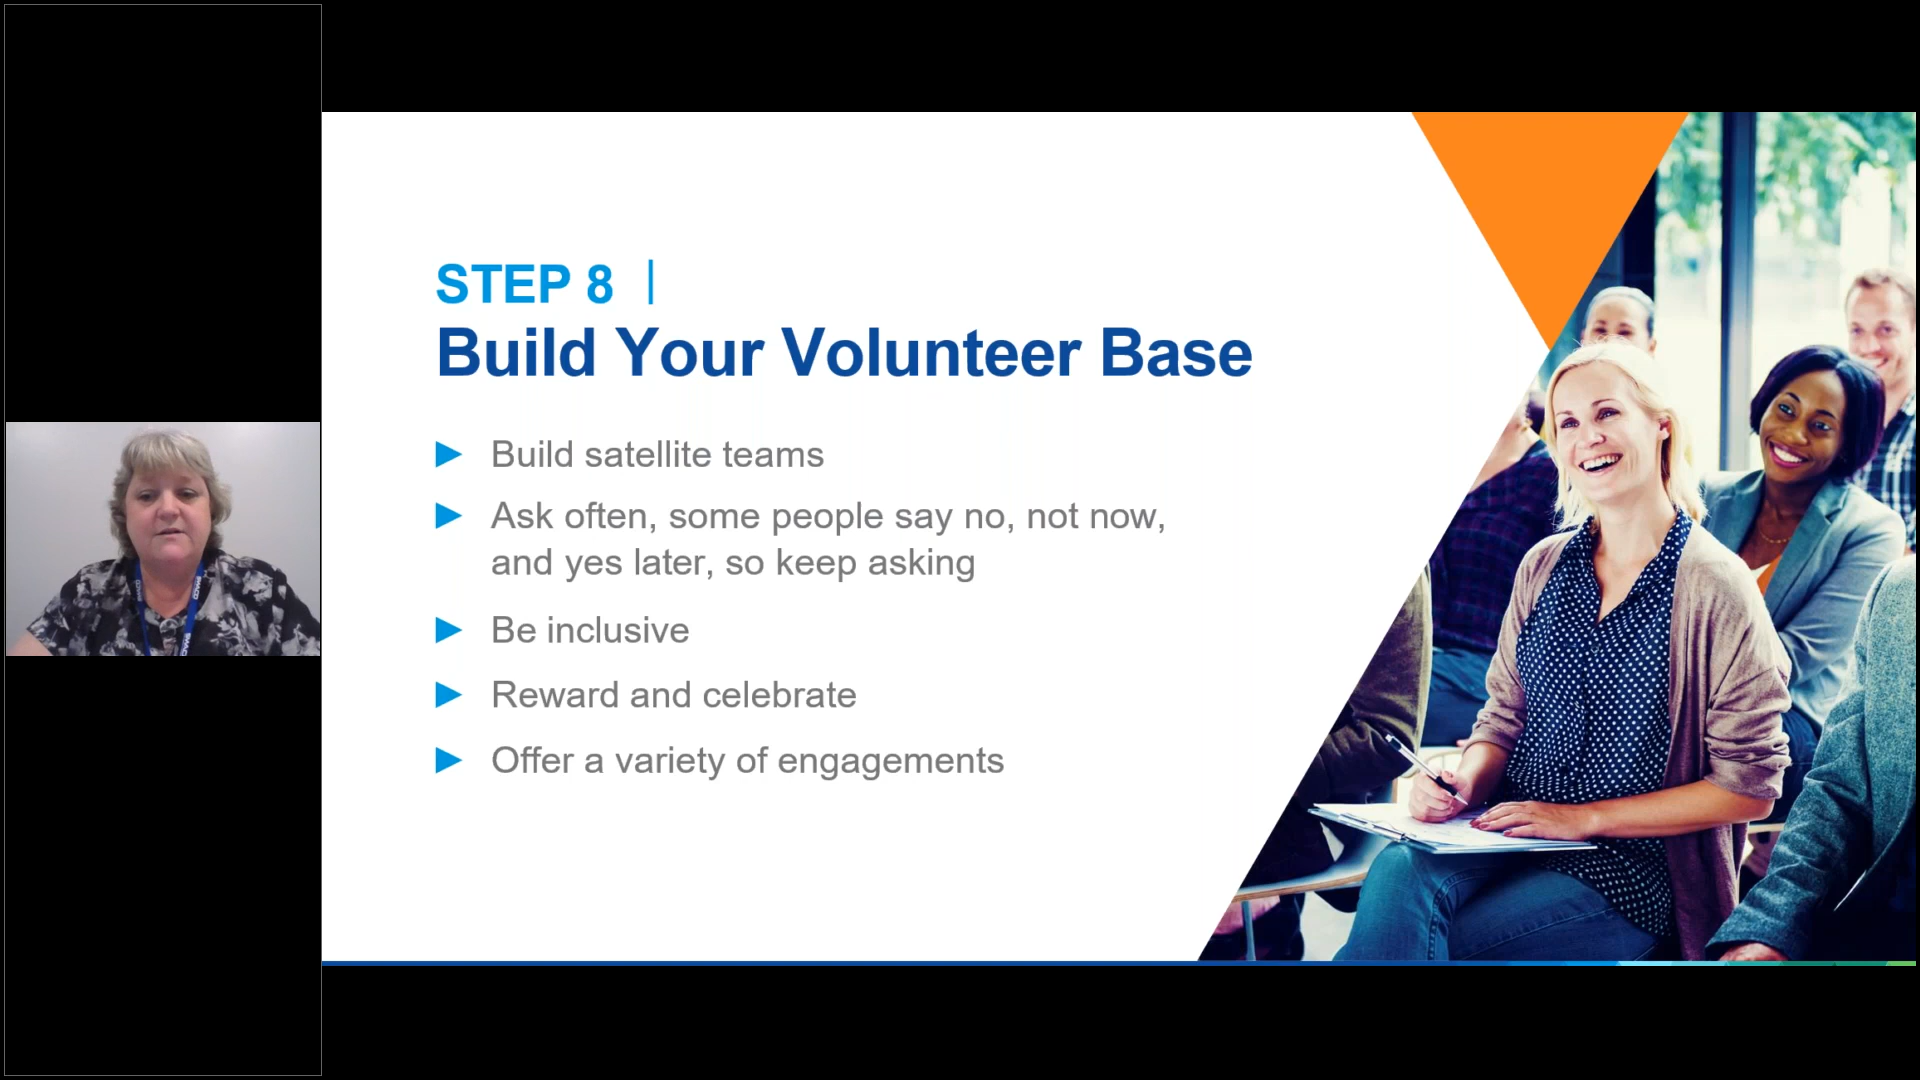 STEP 8 |
Build Your Volunteer Base
Build satellite teams
Ask often, some people say no, not now,
and yes later, so keep asking
Be inclusive
Reward and celebrate
Offer a variety of engagements